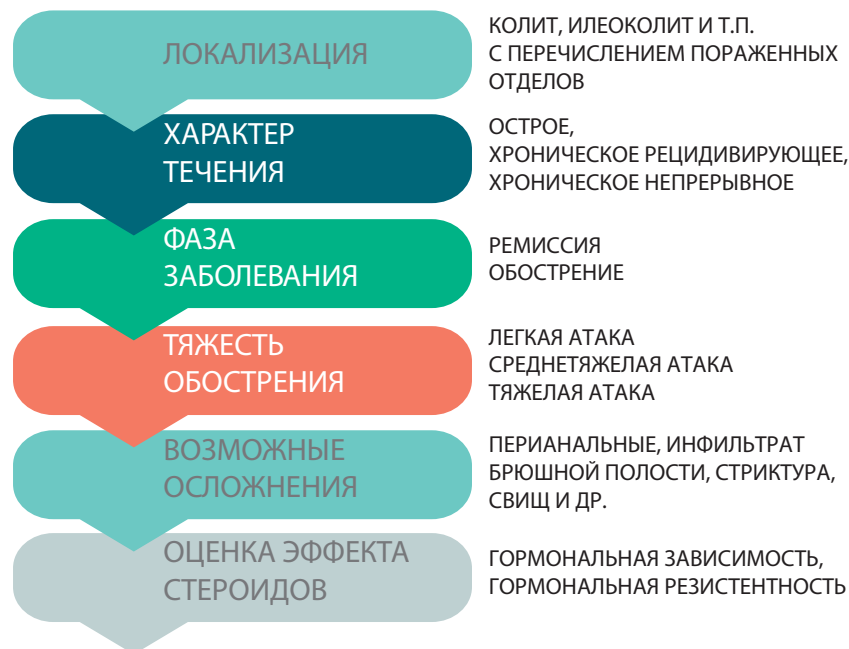 ЛОКАЛИЗАЦИЯ
КОЛИТ, ИЛЕОКОЛИТ И Т.П.
С ПЕРЕЧИСЛЕНИЕМ ПОРАЖЕННЫХ
ОТДЕЛОВ
ХАРАКТЕР
ТЕЧЕНИЯ
ОСТРОЕ,
ХРОНИЧЕСКОЕ РЕЦИДИВИРУЮЩЕЕ,
ХРОНИЧЕСКОЕ НЕПРЕРЫВНОЕ
ФАЗА
ЗАБОЛЕВАНИЯ
РЕМИССИЯ
ОБОСТРЕНИЕ
ТЯЖЕСТЬ
ОБОСТРЕНИЯ
ЛЕГКАЯ АТАКА
СРЕДНЕТЯЖЕЛАЯ АТАКА
ТЯЖЕЛАЯ АТАКА
ВОЗМОЖНЫЕ
ОСЛОЖНЕНИЯ
ПЕРИАНАЛЬНЫЕ, ИНФИЛЬТРАТ
БРЮШНОЙ ПОЛОСТИ, СТРИКТУРА,
СВИЩ И ДР.
ОЦЕНКА ЭФФЕКТА
СТЕРОИДОВ
ГОРМОНАЛЬНАЯ ЗАВИСИМОСТЬ,
ГОРМОНАЛЬНАЯ РЕЗИСТЕНТНОСТЬ